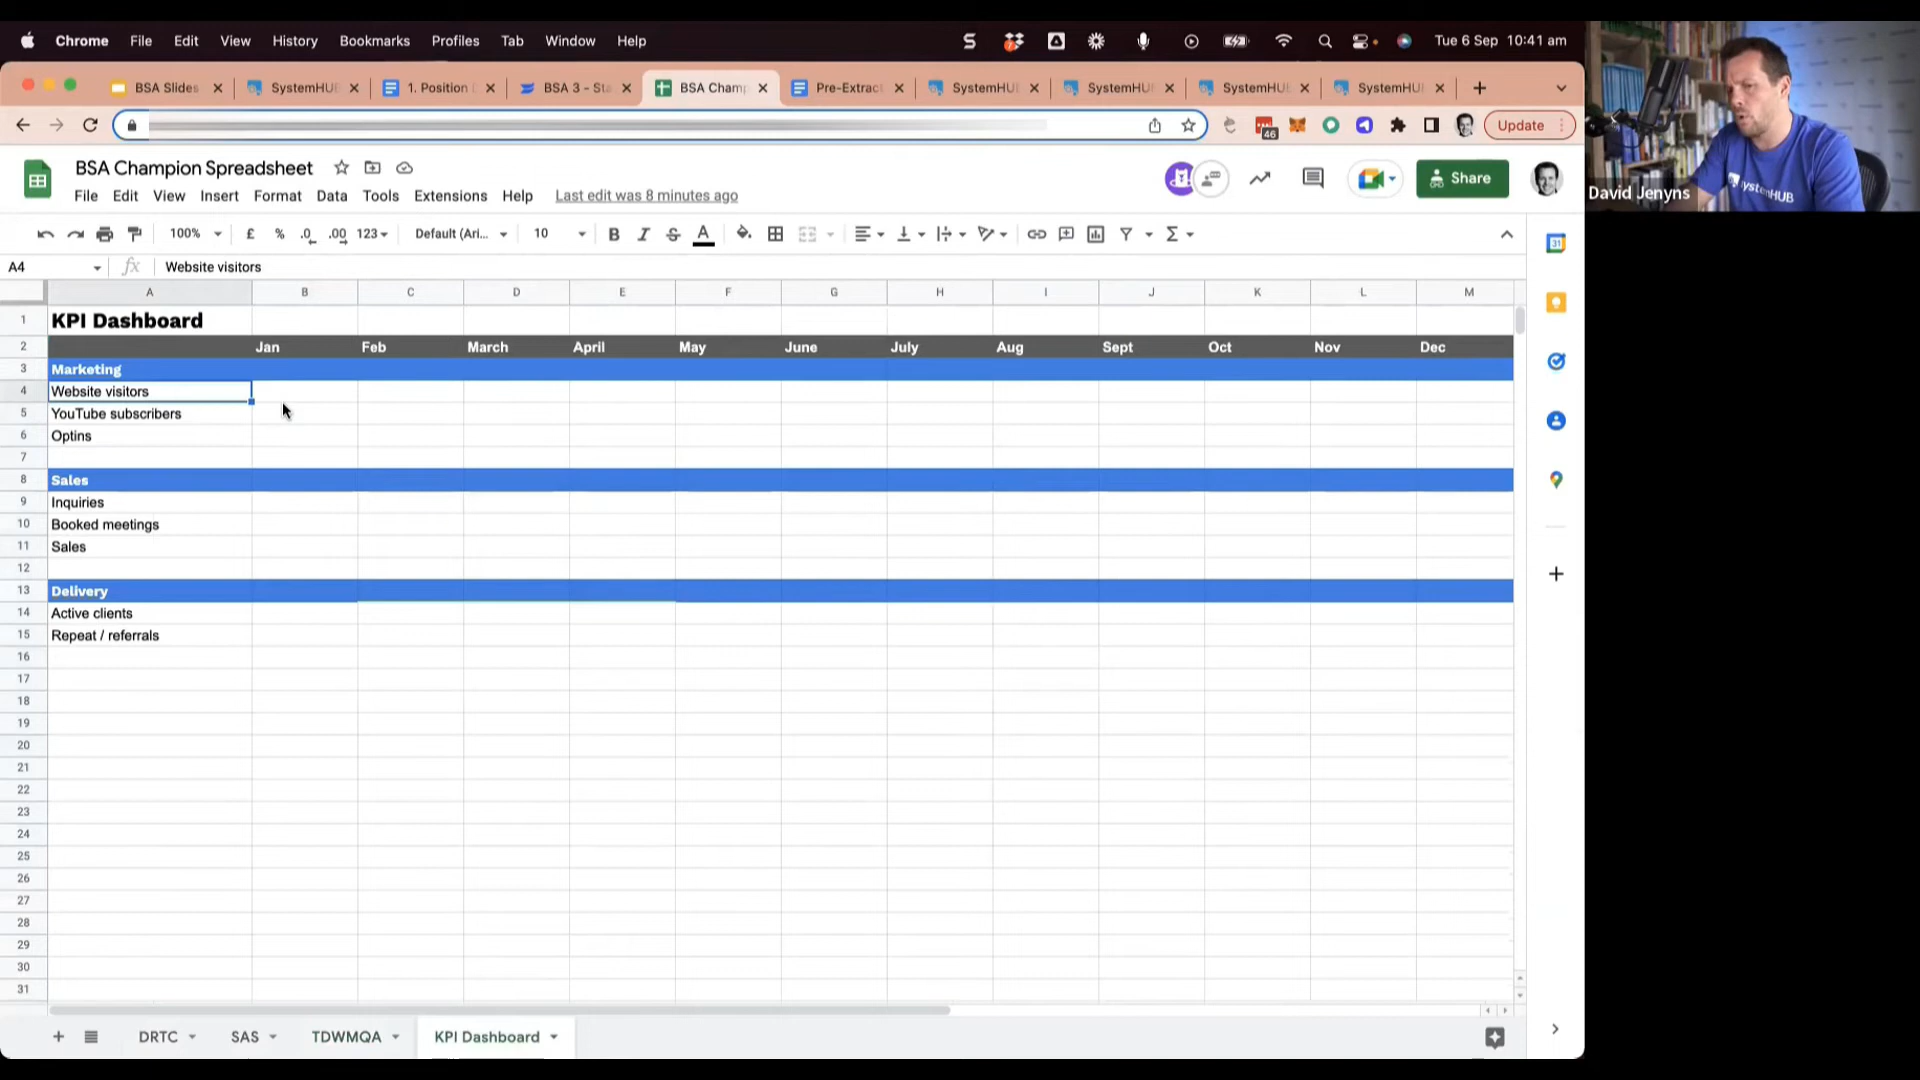 Chrome File Edit View History Bookmarks Profiles Tab Window Help Tue 6 Sep 10:41 am
BSA Slides SystemHU 1. Position BSA 3 - Sta BSA Cham Pre-Extrac SystemHU SystemHU SystemHU SystemHU
46 Update
BSA Champion Spreadsheet
File Edit View Insert Format Data Tools Extensions Help Last edit was 8 minutes ago
Share
David Jenyns
systemHUB
100% £ % .0 .00 123 Default (Ari... 10 B I S A
A4 fx Website visitors
A B C D E F G H I J K L M
1 KPI Dashboard
2 Jan Feb March April May June July Aug Sept Oct Nov Dec
3 Marketing
4 Website visitors
5 YouTube subscribers
6 Optins
7
8 Sales
9 Inquiries
10 Booked meetings
11 Sales
12
13 Delivery
14 Active clients
15 Repeat / referrals
16
17
18
19
20
21
22
23
24
25
26
27
28
29
30
31
DRTC SAS TDWMQA KPI Dashboard